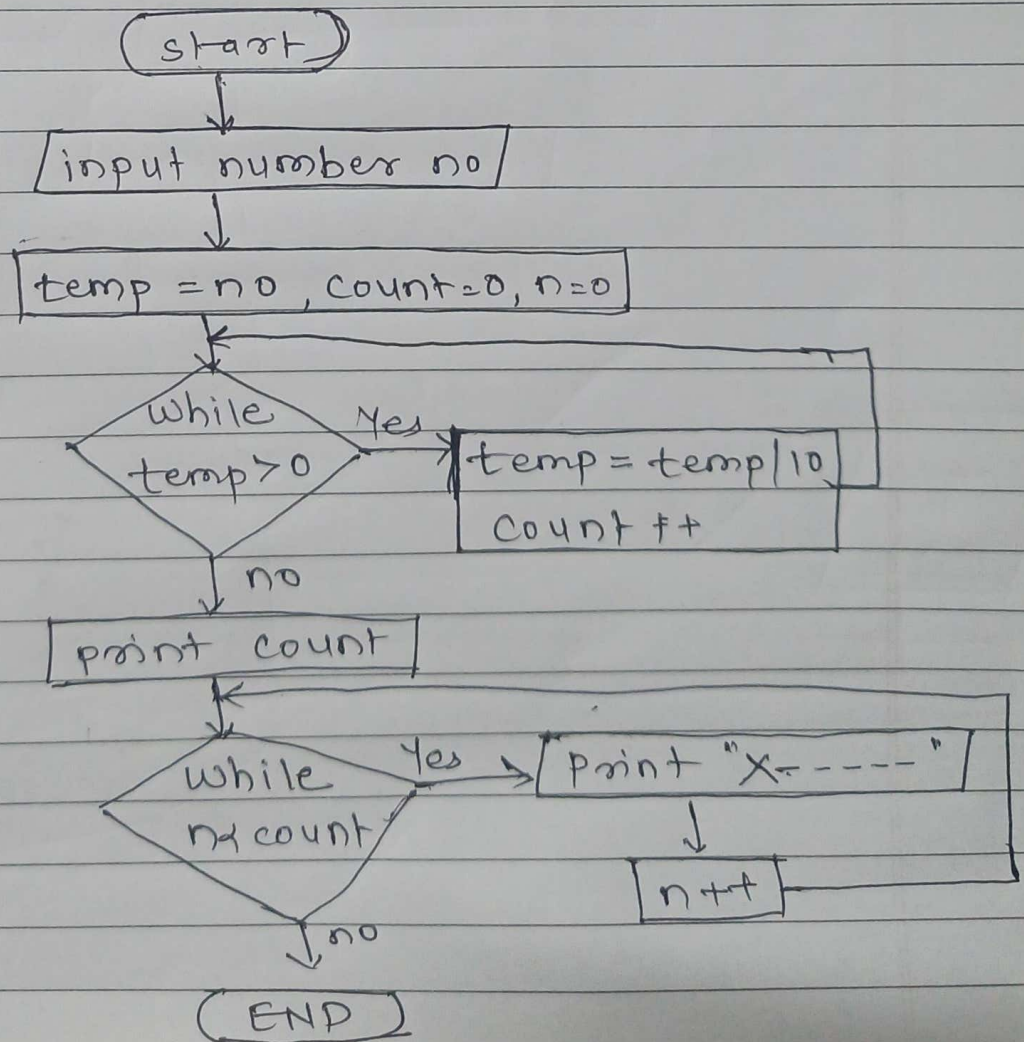 start
input number no
temp = no, count=0, n=0
while
temp>0
Yes
temp = temp/10
count ++
no
print count
while
n< count
Yes
print "x------"
n++
no
END